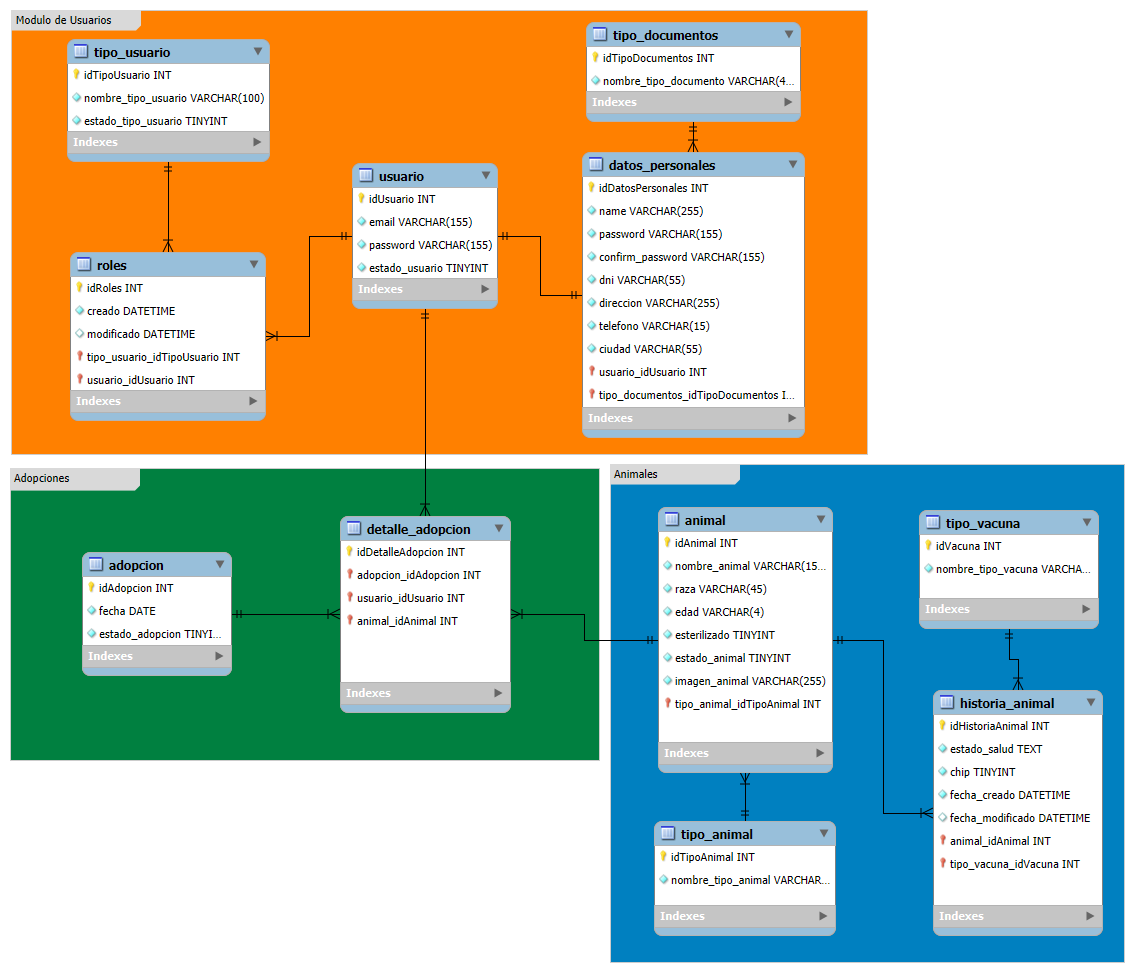 Modulo de Usuarios
tipo_usuario
idTipoUsuario INT
nombre_tipo_usuario VARCHAR(100)
estado_tipo_usuario TINYINT
Indexes
tipo_documentos
idTipoDocumentos INT
nombre_tipo_documento VARCHAR(4...
Indexes
usuario
idUsuario INT
email VARCHAR(155)
password VARCHAR(155)
estado_usuario TINYINT
Indexes
datos_personales
idDatosPersonales INT
name VARCHAR(255)
password VARCHAR(155)
confirm_password VARCHAR(155)
dni VARCHAR(55)
direccion VARCHAR(255)
telefono VARCHAR(15)
ciudad VARCHAR(55)
usuario_idUsuario INT
tipo_documentos_idTipoDocumentos I...
Indexes
roles
idRoles INT
creado DATETIME
modificado DATETIME
tipo_usuario_idTipoUsuario INT
usuario_idUsuario INT
Indexes
Adopciones
adopcion
idAdopcion INT
fecha DATE
estado_adopcion TINYI...
Indexes
detalle_adopcion
idDetalleAdopcion INT
adopcion_idAdopcion INT
usuario_idUsuario INT
animal_idAnimal INT
Indexes
Animales
animal
idAnimal INT
nombre_animal VARCHAR(15...
raza VARCHAR(45)
edad VARCHAR(4)
esterilizado TINYINT
estado_animal TINYINT
imagen_animal VARCHAR(255)
tipo_animal_idTipoAnimal INT
Indexes
tipo_vacuna
idVacuna INT
nombre_tipo_vacuna VARCHA...
Indexes
tipo_animal
idTipoAnimal INT
nombre_tipo_animal VARCHAR...
Indexes
historia_animal
idHistoriaAnimal INT
estado_salud TEXT
chip TINYINT
fecha_creado DATETIME
fecha_modificado DATETIME
animal_idAnimal INT
tipo_vacuna_idVacuna INT
Indexes